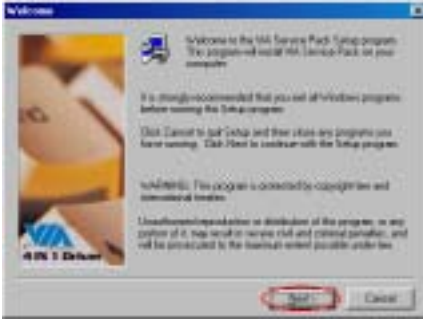 Welcome
Welcome to the VIA Service Pack Setup program.
This program will install VIA Service Pack on your
computer.
It is strongly recommended that you exit all Windows programs
before running this Setup program.
Click Cancel to quit Setup and then close any programs you
have running. Click Next to continue with the Setup program.
WARNING: This program is protected by copyright law and
international treaties.
Unauthorized reproduction or distribution of this program, or any
portion of it, may result in severe civil and criminal penalties, and
will be prosecuted to the maximum extent possible under law.
VIA
4 IN 1 Driver
Next
Cancel